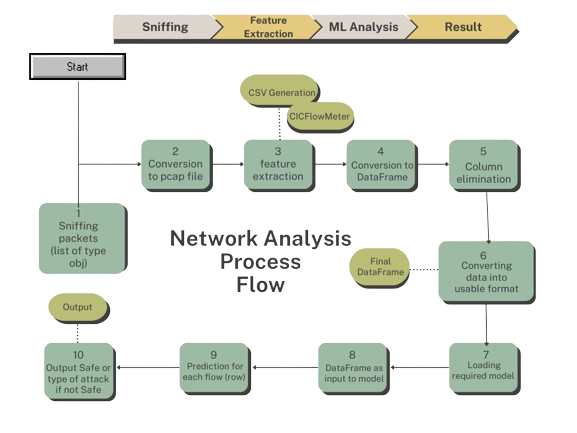 Sniffing
Feature
Extraction
ML Analysis
Result
Start
CSV Generation
CICFlowMeter
2
Conversion
to pcap file
3
feature
extraction
4
Conversion to
DataFrame
5
Column
elimination
1
Sniffing
packets
(list of type
obj)
Network Analysis
Process
Flow
Final
DataFrame
6
Converting
data into
usable format
Output
10
Output Safe or
type of attack
if not Safe
9
Prediction for
each flow (row)
8
DataFrame as
input to model
7
Loading
required model